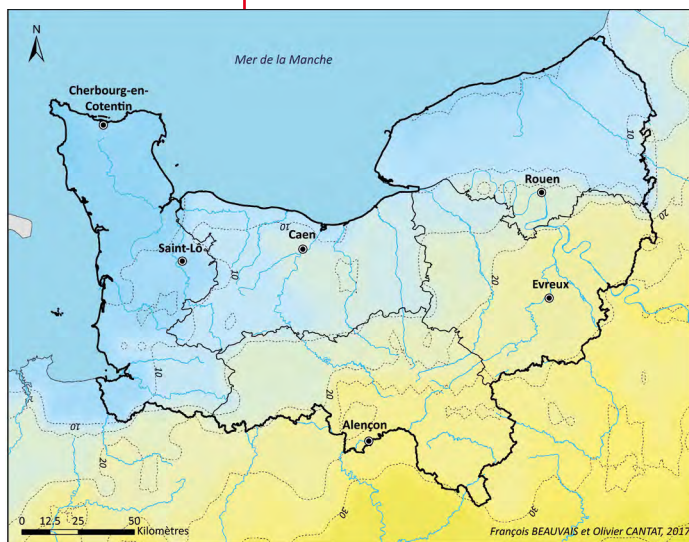 N
Mer de la Manche
Cherbourg-en-
Cotentin
10
Rouen
20
10
Caen
Saint-Lô
10
20
Evreux
10
20
10
Alençon
20
30
30
30
0 12,5 25 50
Kilomètres
François BEAUVAIS et Olivier CANTAT, 2017